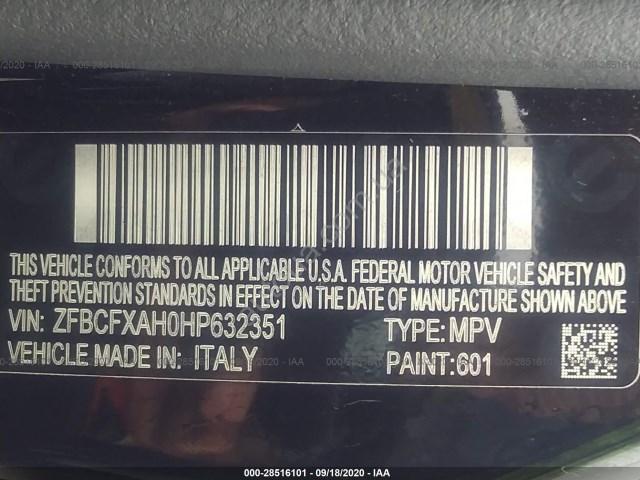 THIS VEHICLE CONFORMS TO ALL APPLICABLE U.S.A. FEDERAL MOTOR VEHICLE SAFETY AND
THEFT PREVENTION STANDARDS IN EFFECT ON THE DATE OF MANUFACTURE SHOWN ABOVE
VIN: ZFBCFXAH0HP632351 TYPE: MPV
VEHICLE MADE IN: ITALY PAINT:601
000-28516101 - 09/18/2020 - IAA